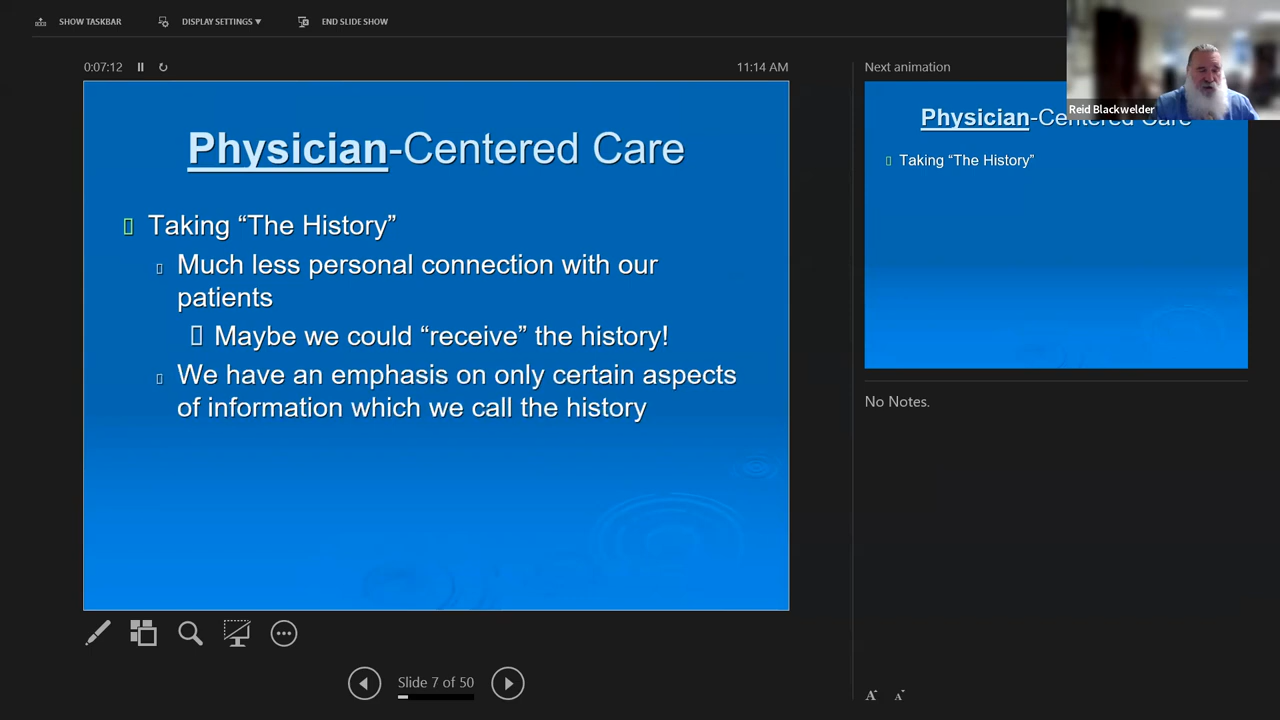 SHOW TASKBAR
DISPLAY SETTINGS
END SLIDE SHOW
0:07:12
11:14 AM
Physician-Centered Care
Taking “The History”
Much less personal connection with our
patients
Maybe we could “receive” the history!
We have an emphasis on only certain aspects
of information which we call the history
Slide 7 of 50
Next animation
Reid Blackwelder
Physician-Centered Care
Taking “The History”
No Notes.
A
A